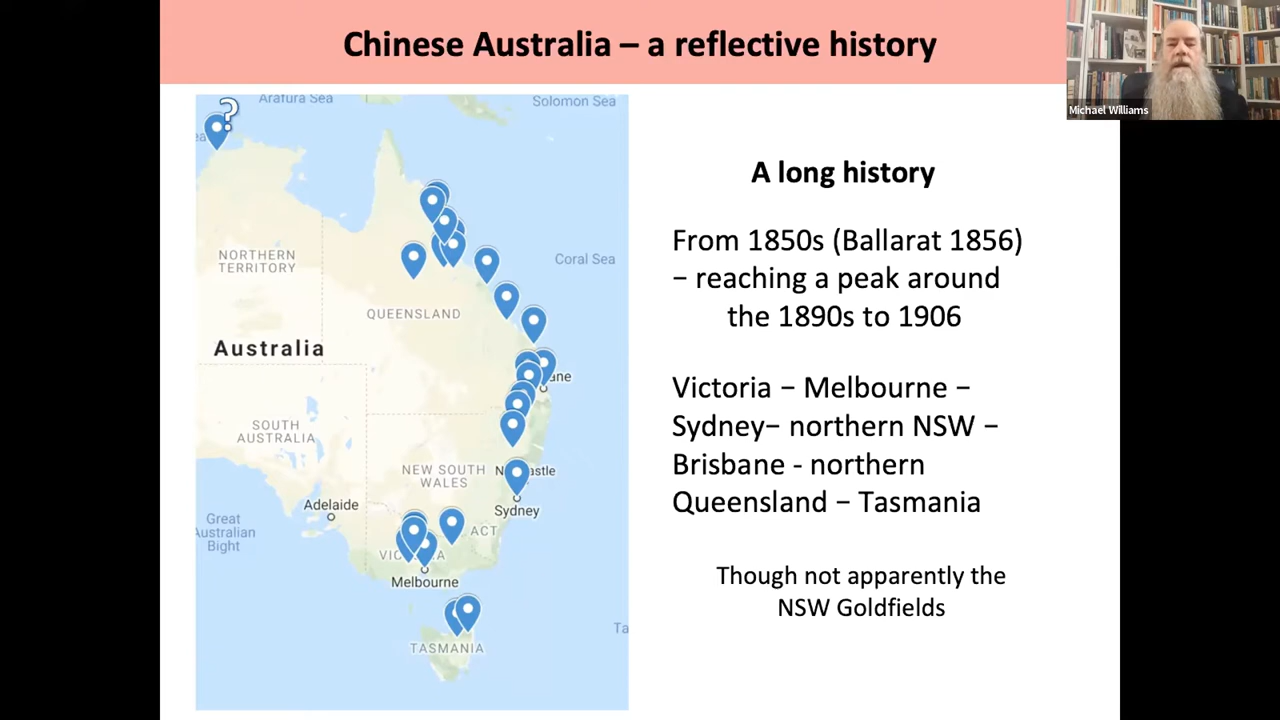 Chinese Australia – a reflective history
Michael Williams
?
Arafura Sea
Solomon Sea
NORTHERN
TERRITORY
Coral Sea
QUEENSLAND
Australia
SOUTH
AUSTRALIA
NEW SOUTH
WALES
Adelaide
Sydney
Great
Australian
Bight
ACT
Melbourne
TASMANIA
A long history
From 1850s (Ballarat 1856)
– reaching a peak around
the 1890s to 1906
Victoria – Melbourne –
Sydney– northern NSW –
Brisbane - northern
Queensland – Tasmania
Though not apparently the
NSW Goldfields